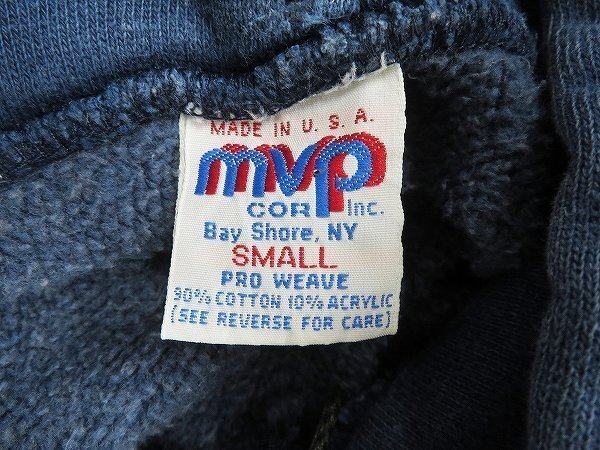 MADE IN U.S.A.
mvp
CORP Inc.
Bay Shore, NY
SMALL
PRO WEAVE
90% COTTON 10% ACRYLIC
(SEE REVERSE FOR CARE)